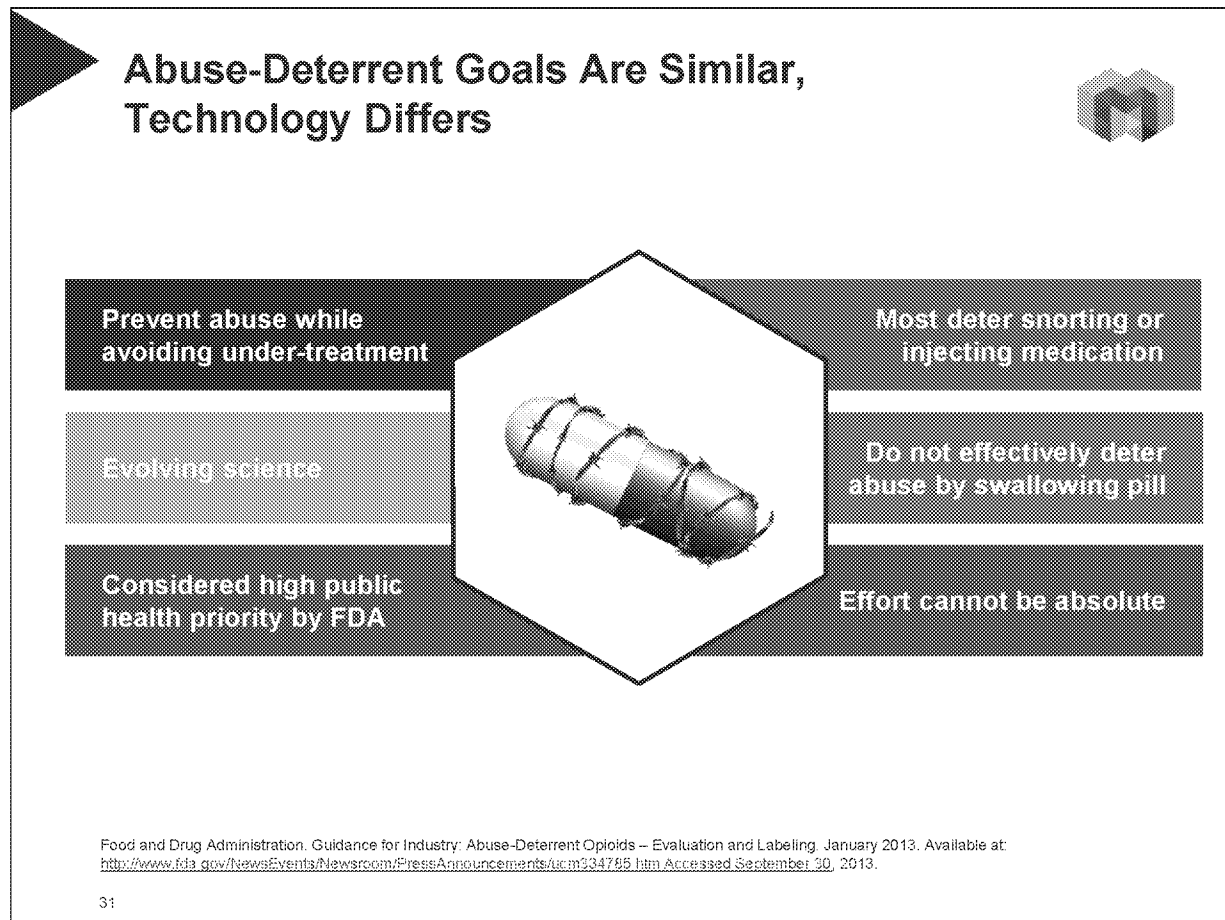 Abuse-Deterrent Goals Are Similar,
Technology Differs
M
Prevent abuse while
avoiding under-treatment
Evolving science
Considered high public
health priority by FDA
Most deter snorting or
injecting medication
Do not effectively deter
abuse by swallowing pill
Effort cannot be absolute
Food and Drug Administration. Guidance for Industry: Abuse-Deterrent Opioids – Evaluation and Labeling. January 2013. Available at:
http://www.fda.gov/NewsEvents/Newsroom/PressAnnouncements/ucm334785.htm Accessed September 30, 2013.
31